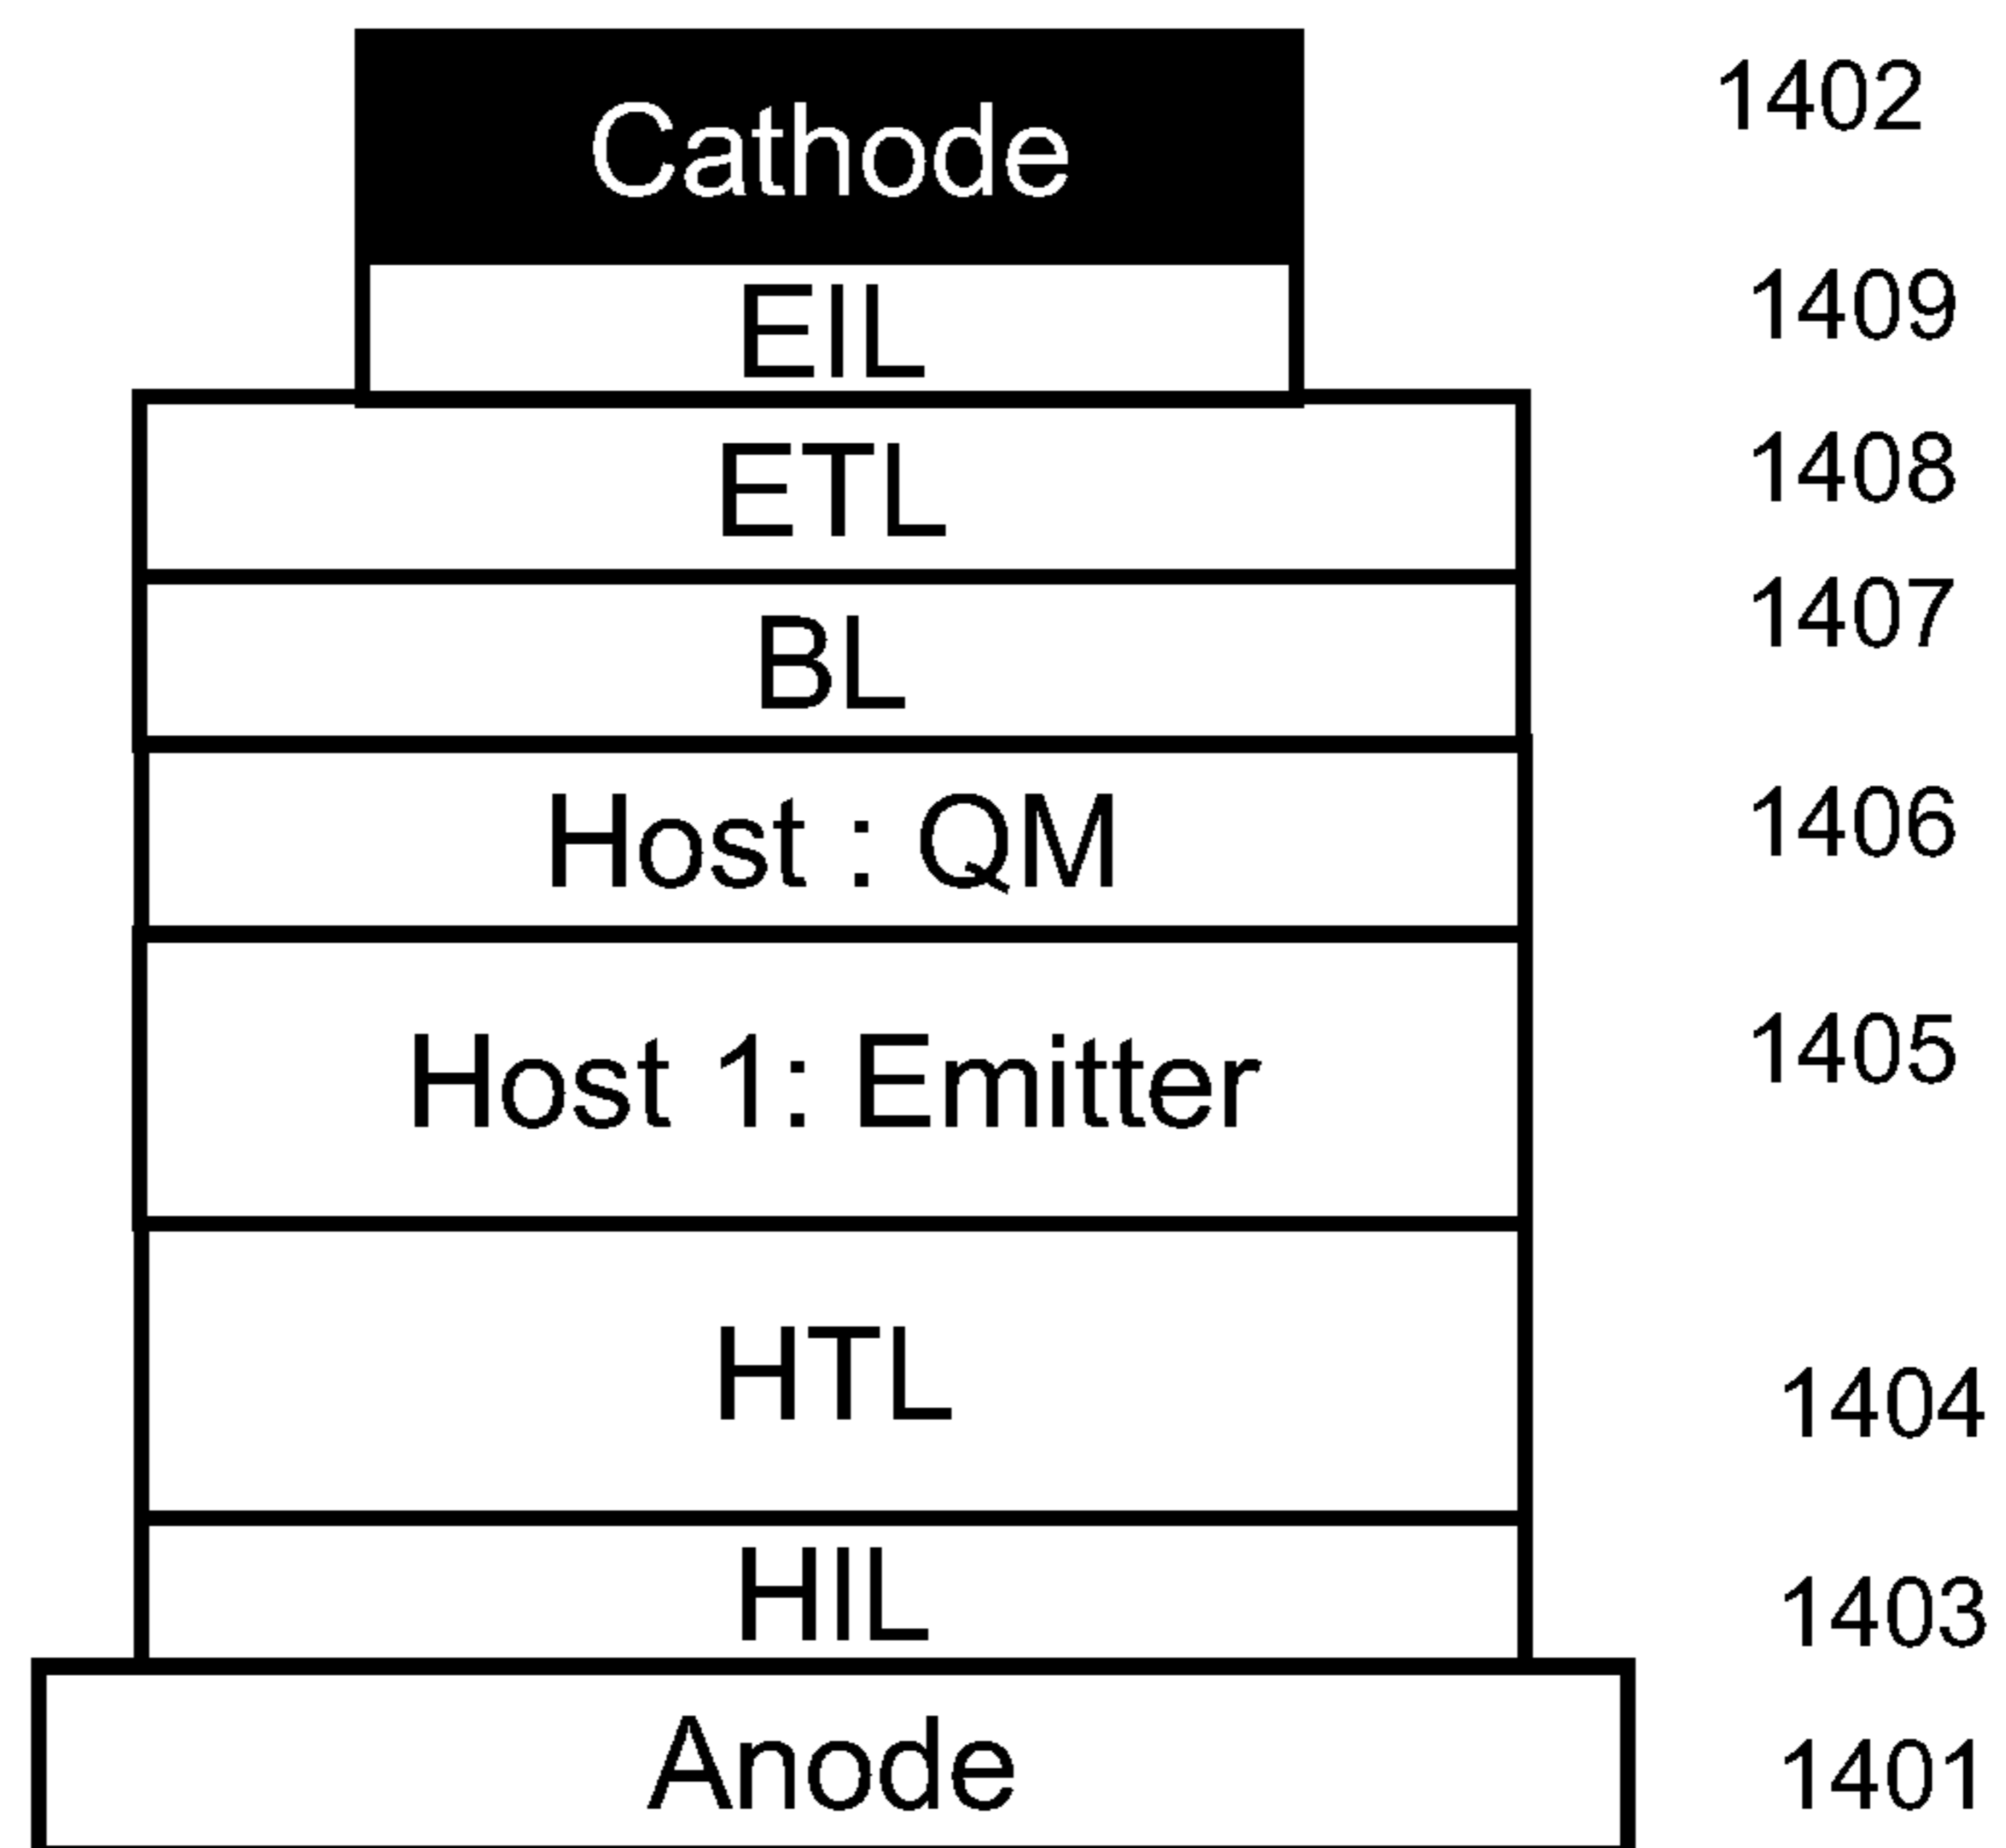 Cathode 1402
EIL 1409
ETL 1408
BL 1407
Host : QM 1406
Host 1: Emitter 1405
HTL 1404
HIL 1403
Anode 1401